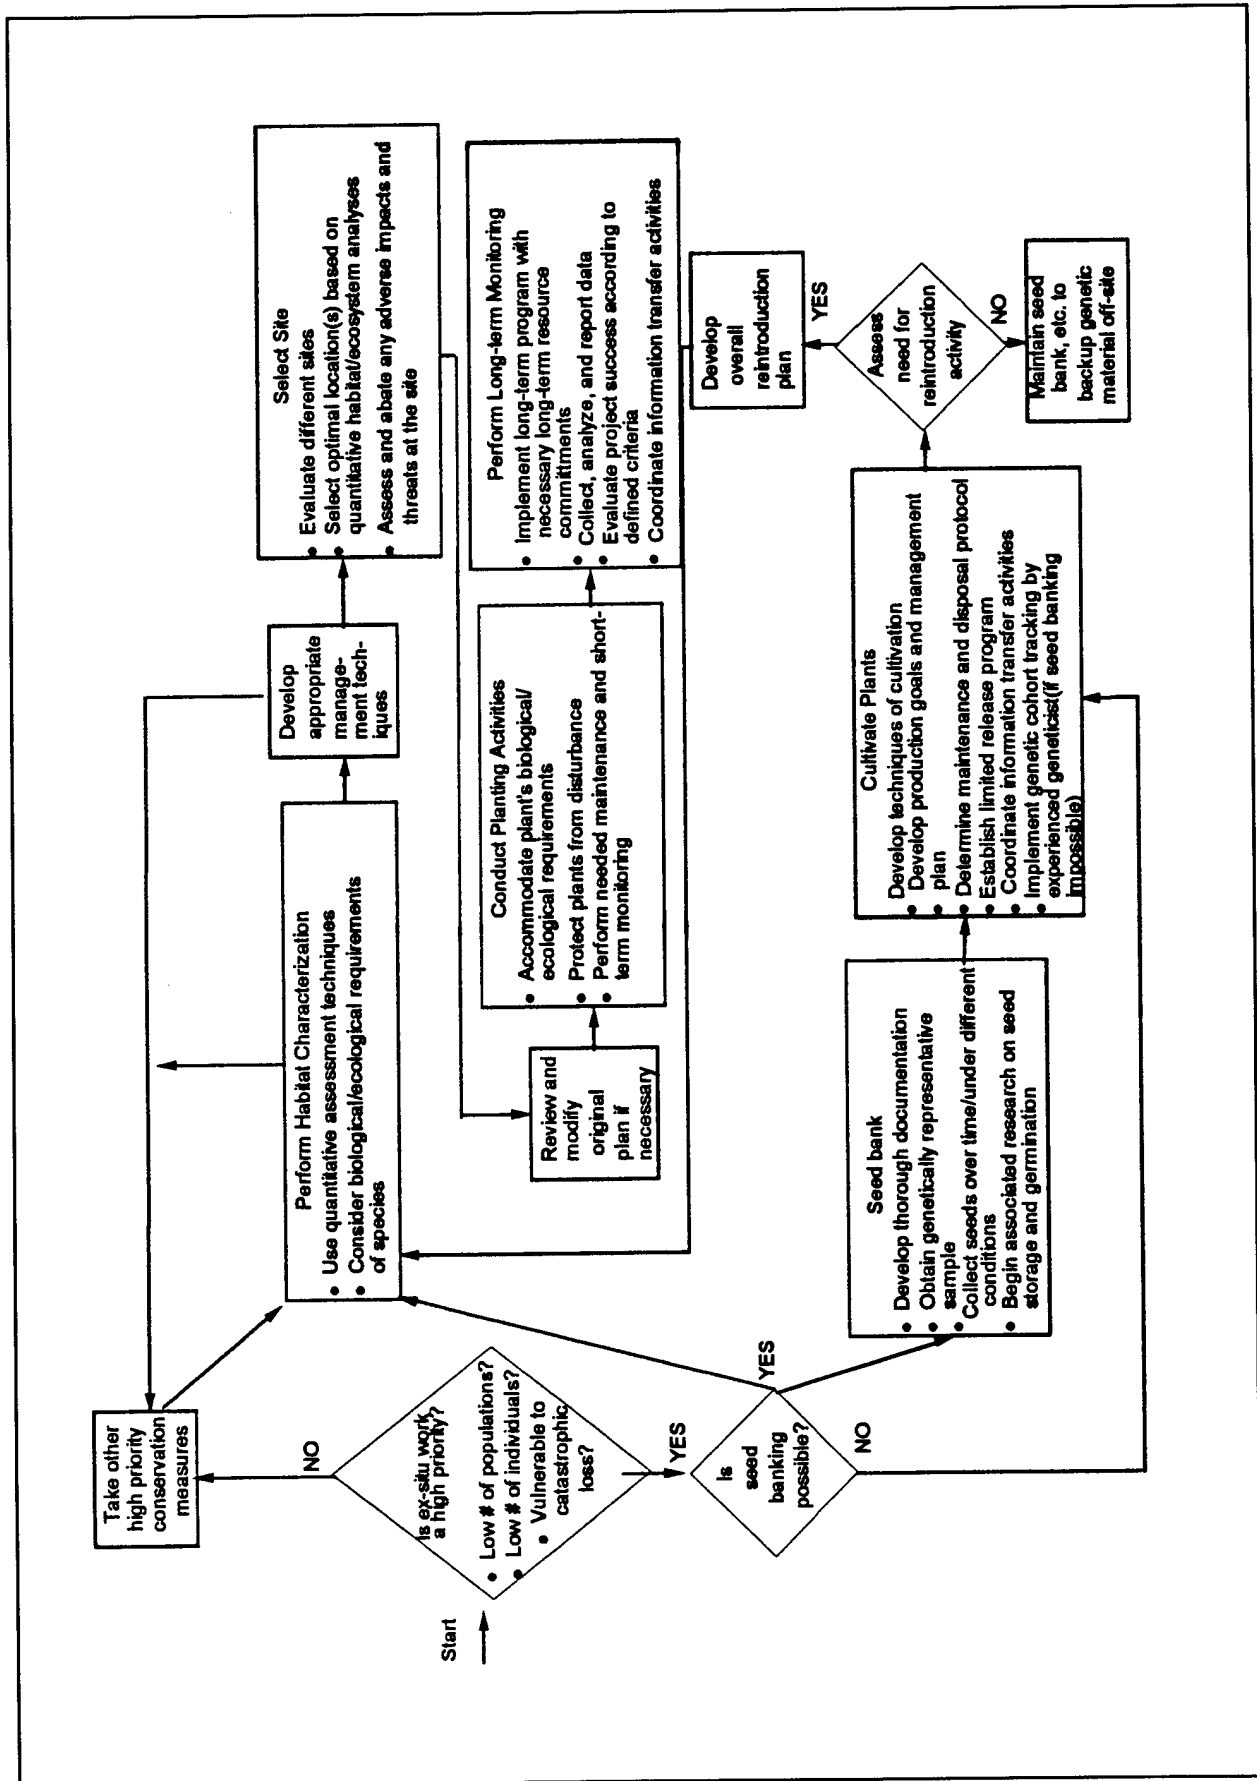 Start
Is ex-situ work
a high priority?
• Low # of populations?
• Low # of individuals?
• Vulnerable to
catastrophic
loss?
NO
Take other
high priority
conservation
measures
YES
Is
seed
banking
possible?
YES
NO
Perform Habitat Characterization
• Use quantitative assessment techniques
• Consider biological/ecological requirements
of species
Develop
appropriate
manage-
ment tech-
iques
Select Site
• Evaluate different sites
• Select optimal location(s) based on
quantitative habitat/ecosystem analyses
• Assess and abate any adverse impacts and
threats at the site
Review and
modify
original
plan if
necessary
Conduct Planting Activities
• Accommodate plant's biological/
ecological requirements
• Protect plants from disturbance
• Perform needed maintenance and short-
term monitoring
Perform Long-term Monitoring
• Implement long-term program with
necessary long-term resource
committments
• Collect, analyze, and report data
• Evaluate project success according to
defined criteria
• Coordinate information transfer activities
Seed bank
• Develop thorough documentation
• Obtain genetically representative
sample
• Collect seeds over time/under different
conditions
• Begin associated research on seed
storage and germination
Cultivate Plants
• Develop techniques of cultivation
• Develop production goals and management
• plan
• Determine maintenance and disposal protocol
• Establish limited release program
• Coordinate information transfer activities
• Implement genetic cohort tracking by
experienced geneticist(if seed banking
impossible)
Assess
need for
reintroduction
activity
YES
Develop
overall
reintroduction
plan
NO
Maintain seed
bank, etc. to
backup genetic
material off-site